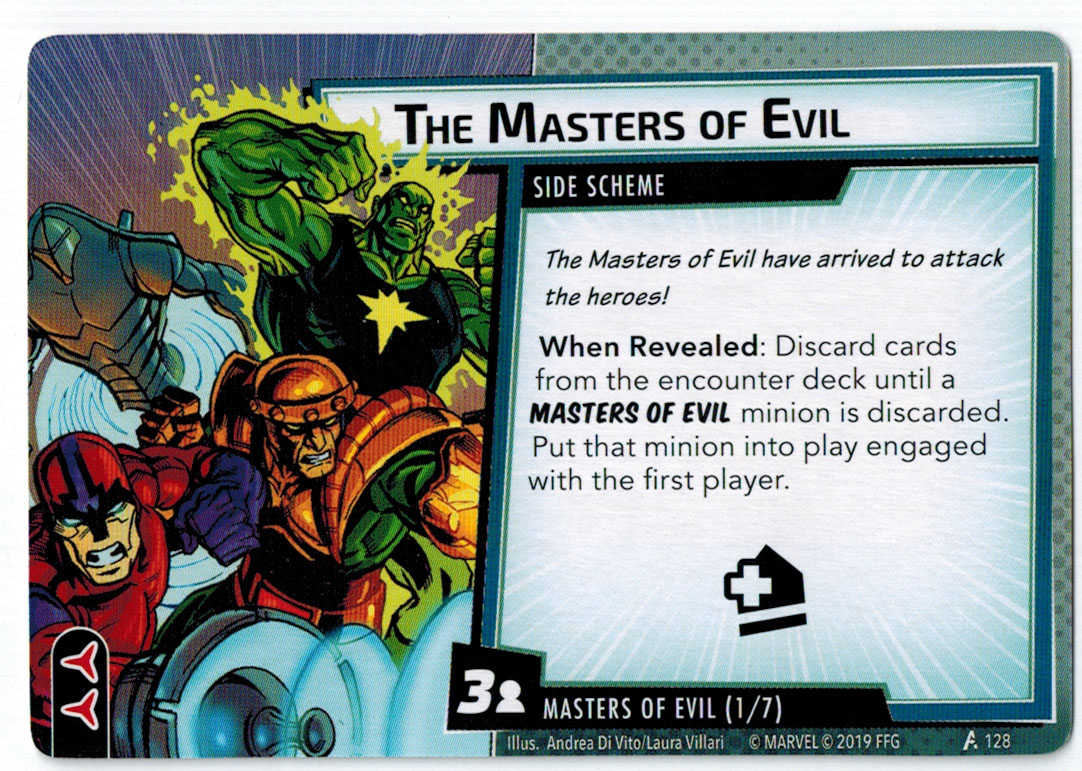 THE MASTERS OF EVIL
SIDE SCHEME
The Masters of Evil have arrived to attack
the heroes!
When Revealed: Discard cards
from the encounter deck until a
MASTERS OF EVIL minion is discarded.
Put that minion into play engaged
with the first player.
3
MASTERS OF EVIL (1/7)
Illus. Andrea Di Vito/Laura Villari © MARVEL © 2019 FFG 128